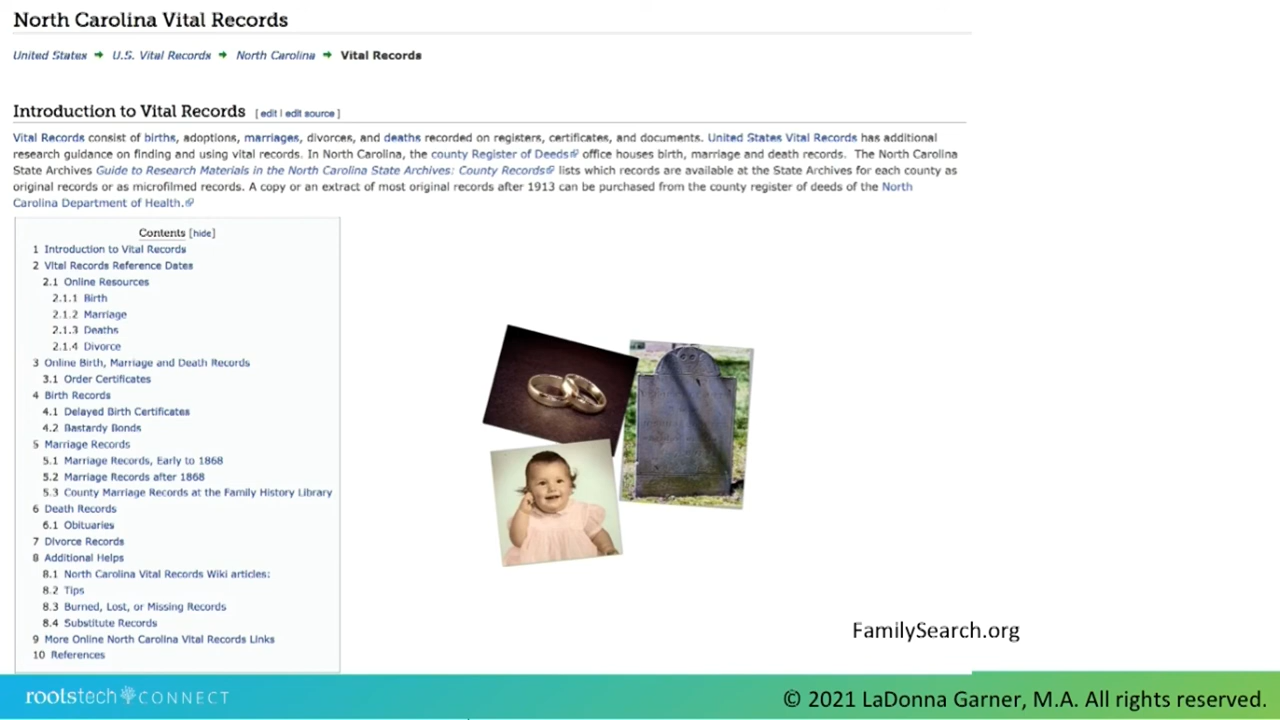 North Carolina Vital Records
United States → U.S. Vital Records → North Carolina → Vital Records
Introduction to Vital Records [ edit | edit source ]
Vital Records consist of births, adoptions, marriages, divorces, and deaths recorded on registers, certificates, and documents. United States Vital Records has additional
research guidance on finding and using vital records. In North Carolina, the county Register of Deeds office houses birth, marriage and death records. The North Carolina
State Archives Guide to Research Materials in the North Carolina State Archives: County Records lists which records are available at the State Archives for each county as
original records or as microfilmed records. A copy or an extract of most original records after 1913 can be purchased from the county register of deeds of the North
Carolina Department of Health.
Contents [hide]
1 Introduction to Vital Records
2 Vital Records Reference Dates
2.1 Online Resources
2.1.1 Birth
2.1.2 Marriage
2.1.3 Deaths
2.1.4 Divorce
3 Online Birth, Marriage and Death Records
3.1 Order Certificates
4 Birth Records
4.1 Delayed Birth Certificates
4.2 Bastardy Bonds
5 Marriage Records
5.1 Marriage Records, Early to 1868
5.2 Marriage Records after 1868
5.3 County Marriage Records at the Family History Library
6 Death Records
6.1 Obituaries
7 Divorce Records
8 Additional Helps
8.1 North Carolina Vital Records Wiki articles:
8.2 Tips
8.3 Burned, Lost, or Missing Records
8.4 Substitute Records
9 More Online North Carolina Vital Records Links
10 References
FamilySearch.org
rootstech CONNECT
© 2021 LaDonna Garner, M.A. All rights reserved.